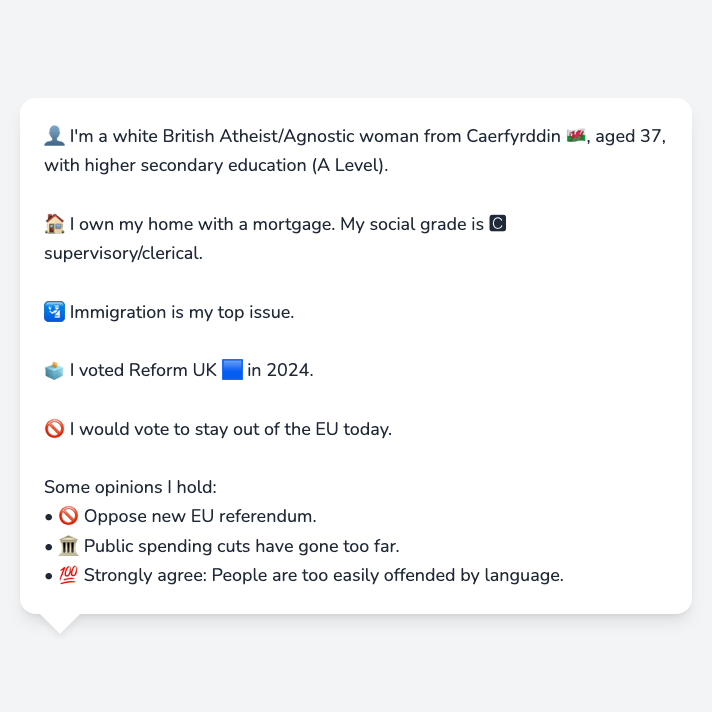 👤 I'm a white British Atheist/Agnostic woman from Caerfyrddin 🏴󠁧󠁢󠁷󠁬󠁳󠁿, aged 37,
with higher secondary education (A Level).
🏠 I own my home with a mortgage. My social grade is 🅲
supervisory/clerical.
🛂 Immigration is my top issue.
🗳️ I voted Reform UK 🟦 in 2024.
🚫 I would vote to stay out of the EU today.
Some opinions I hold:
• 🚫 Oppose new EU referendum.
• 🏛️ Public spending cuts have gone too far.
• 💯 Strongly agree: People are too easily offended by language.